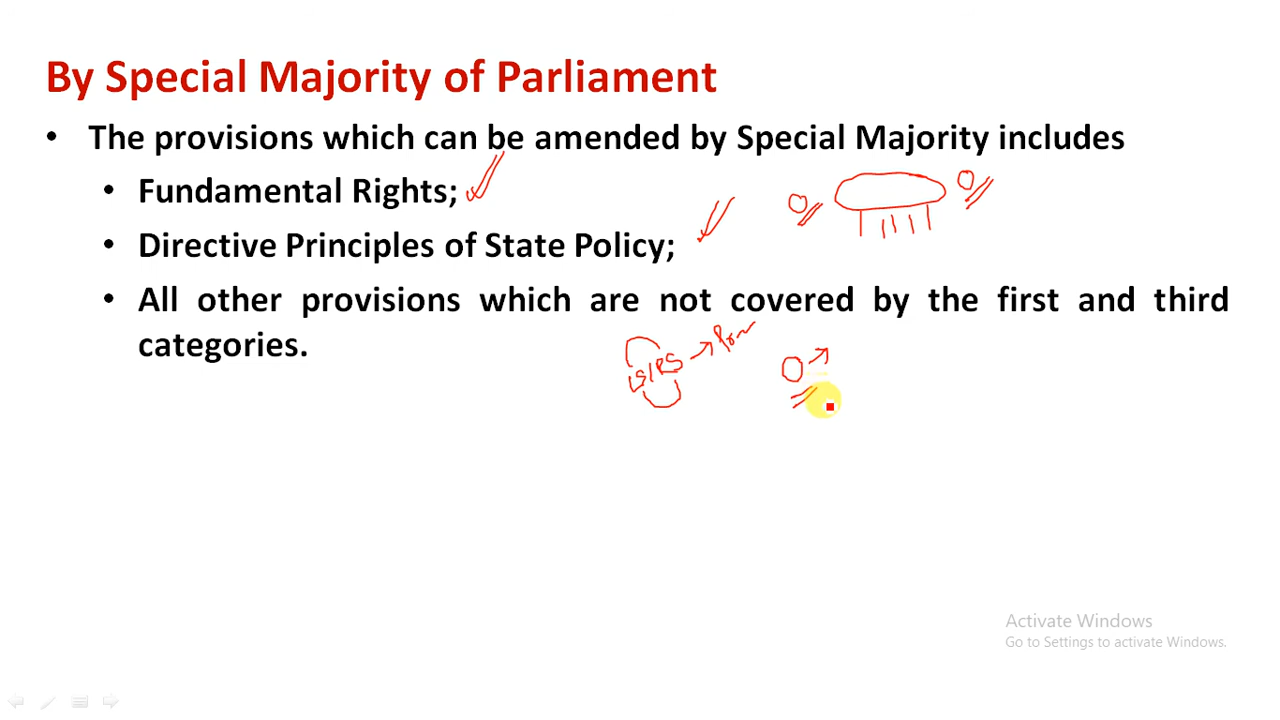 By Special Majority of Parliament
• The provisions which can be amended by Special Majority includes
• Fundamental Rights;
• Directive Principles of State Policy;
• All other provisions which are not covered by the first and third
categories.
LS/RS
Activate Windows
Go to Settings to activate Windows.